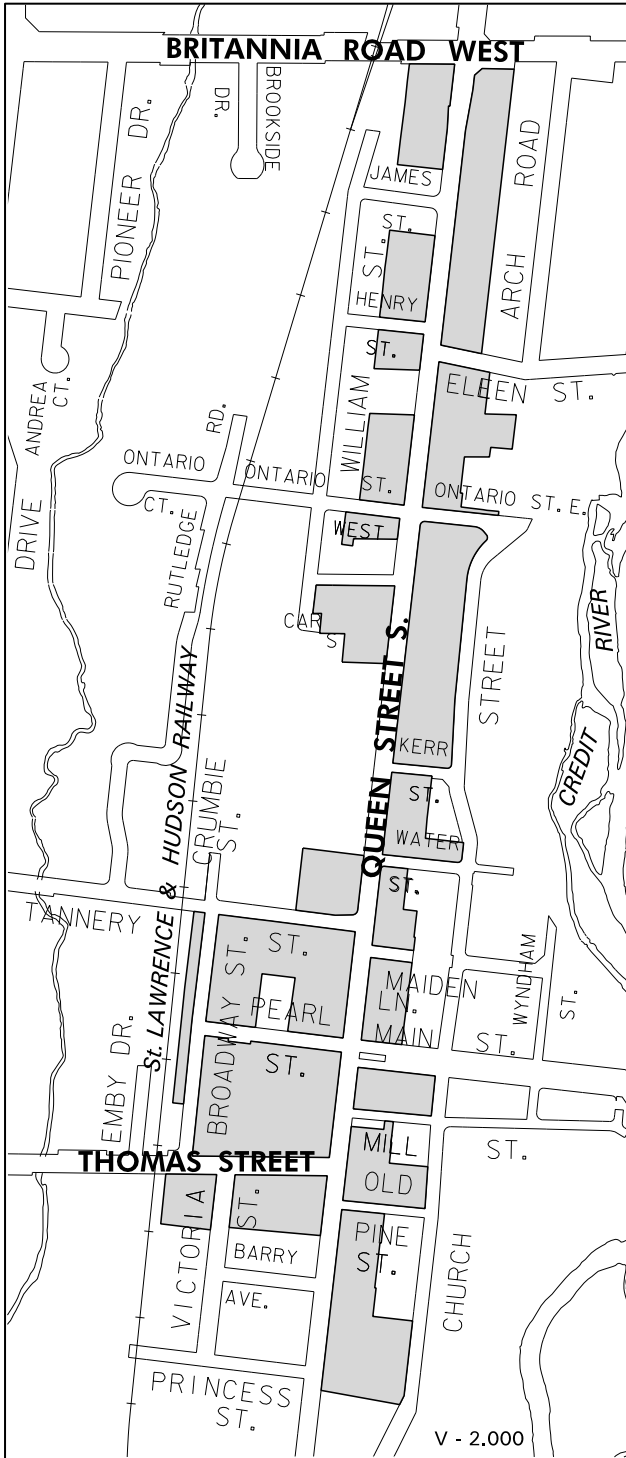 BRITANNIA ROAD WEST
PIONEER DR.
BROOKSIDE
DR.
ARCH ROAD
JAMES
ST.
HENRY
ST.
WILLIAM ST.
ELEEN ST.
ANDREA
CT.
DRIVE
RD.
ONTARIO
CT.
RUTLEDGE
ONTARIO
ST.
WEST
ONTARIO ST. E.
CAR
S
QUEEN STREET S.
STREET
RIVER
CREDIT
KERR
ST.
WATER
ST.
CRUMBIE
ST.
St. LAWRENCE & HUDSON RAILWAY
TANNERY
ST.
BROADWAY ST.
PEARL
ST.
MAIDEN
LN.
MAIN
ST.
WYNDHAM
ST.
EMBY DR.
THOMAS STREET
MILL
ST.
OLD
PINE
ST.
VICTORIA
ST.
BARRY
AVE.
CHURCH
PRINCESS
ST.
V - 2.000